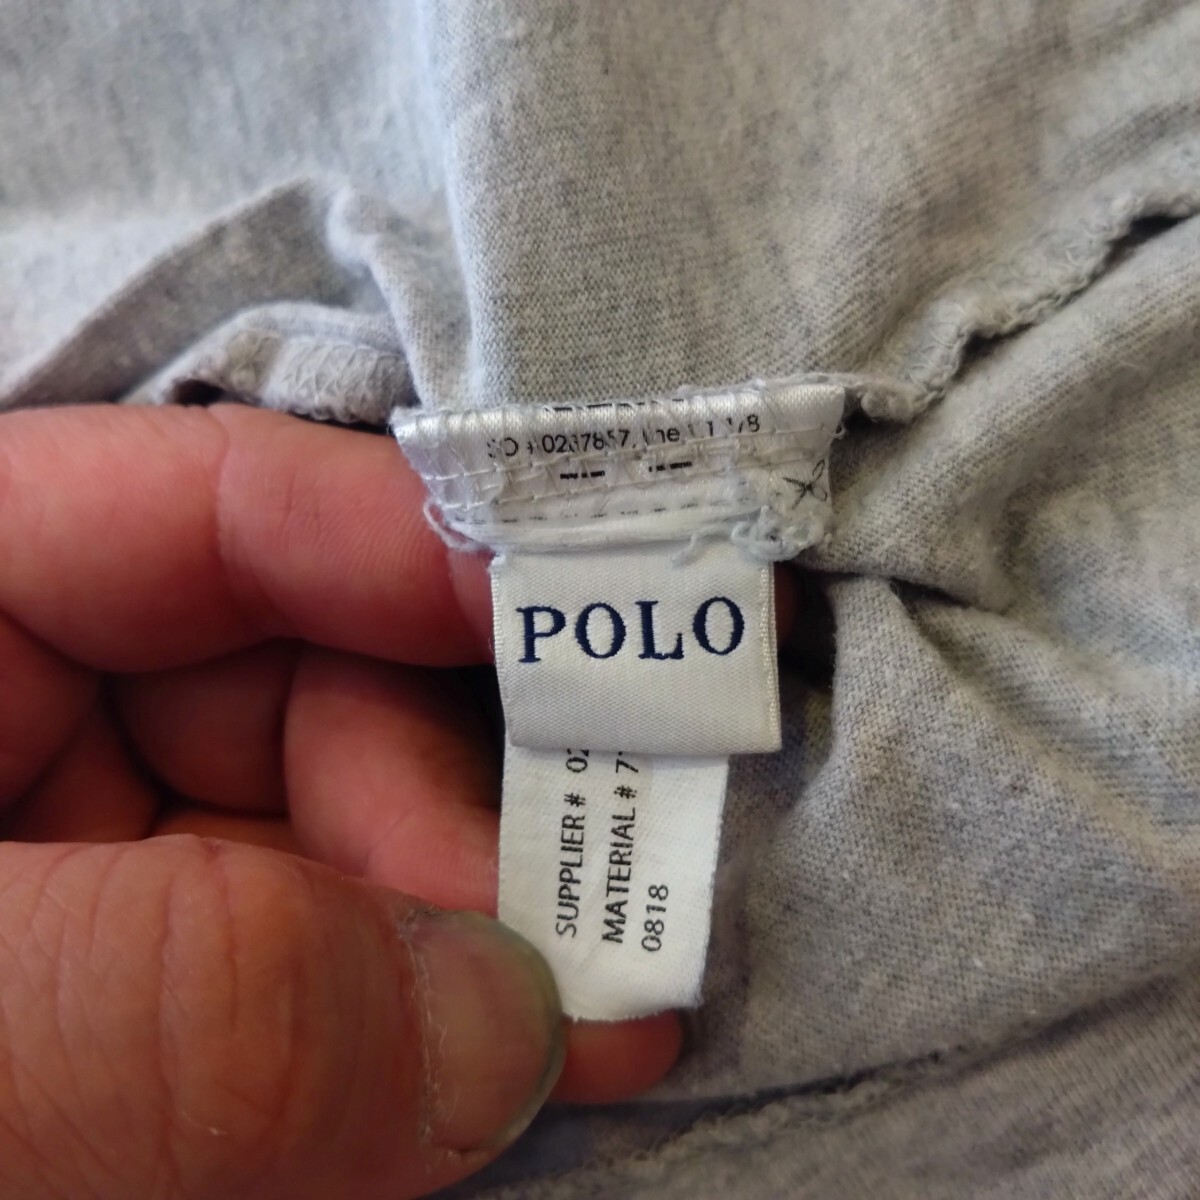 POLO
SUPPLIER # 02
MATERIAL # 7
0818